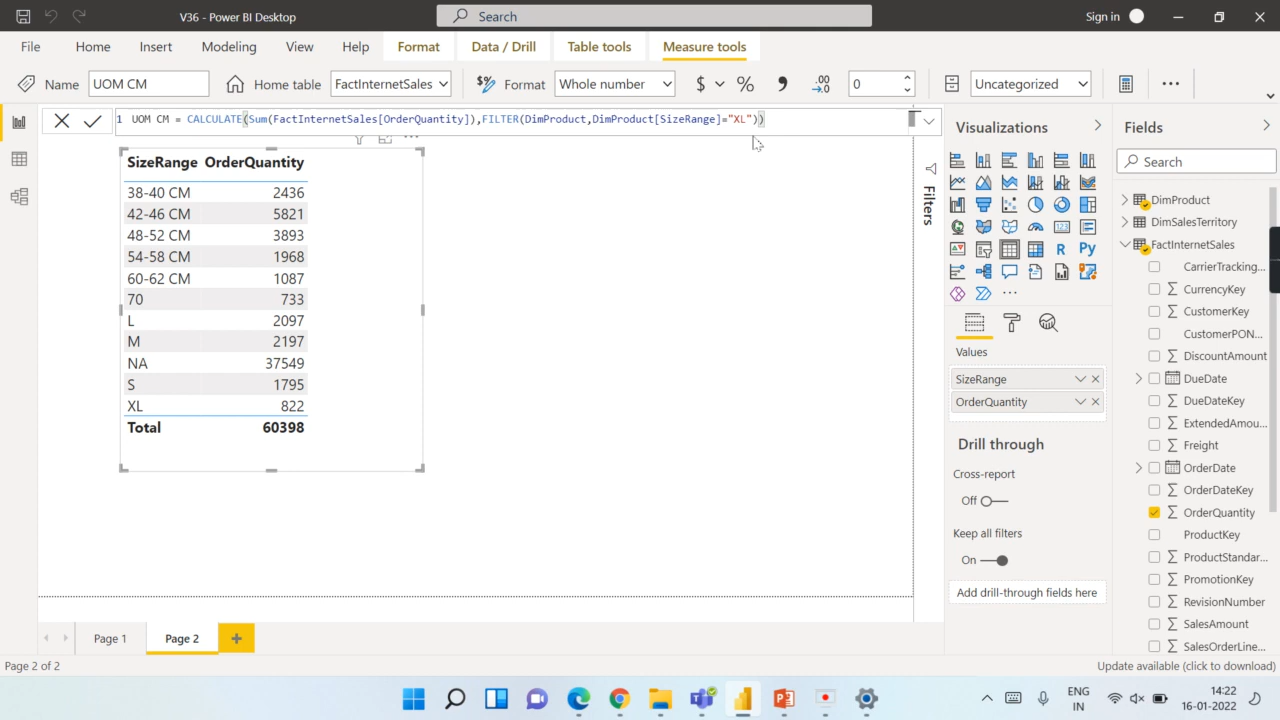 V36 - Power BI Desktop
Search
Sign in
File
Home
Insert
Modeling
View
Help
Format
Data / Drill
Table tools
Measure tools
Name
UOM CM
Home table
FactInternetSales
Format
Whole number
$
%
.00
0
Uncategorized
1 UOM CM = CALCULATE(Sum(FactInternetSales[OrderQuantity]),FILTER(DimProduct,DimProduct[SizeRange]="XL"))
SizeRange OrderQuantity
38-40 CM 2436
42-46 CM 5821
48-52 CM 3893
54-58 CM 1968
60-62 CM 1087
70 733
L 2097
M 2197
NA 37549
S 1795
XL 822
Total 60398
Filters
Visualizations
R
Py
Values
SizeRange
OrderQuantity
Drill through
Cross-report
Off
Keep all filters
On
Add drill-through fields here
Fields
Search
DimProduct
DimSalesTerritory
FactInternetSales
CarrierTracking...
CurrencyKey
CustomerKey
CustomerPON...
DiscountAmount
DueDate
DueDateKey
ExtendedAmou...
Freight
OrderDate
OrderDateKey
OrderQuantity
ProductKey
ProductStandar...
PromotionKey
RevisionNumber
SalesAmount
SalesOrderLine...
Page 1
Page 2
Page 2 of 2
Update available (click to download)
ENG
IN
14:22
16-01-2022